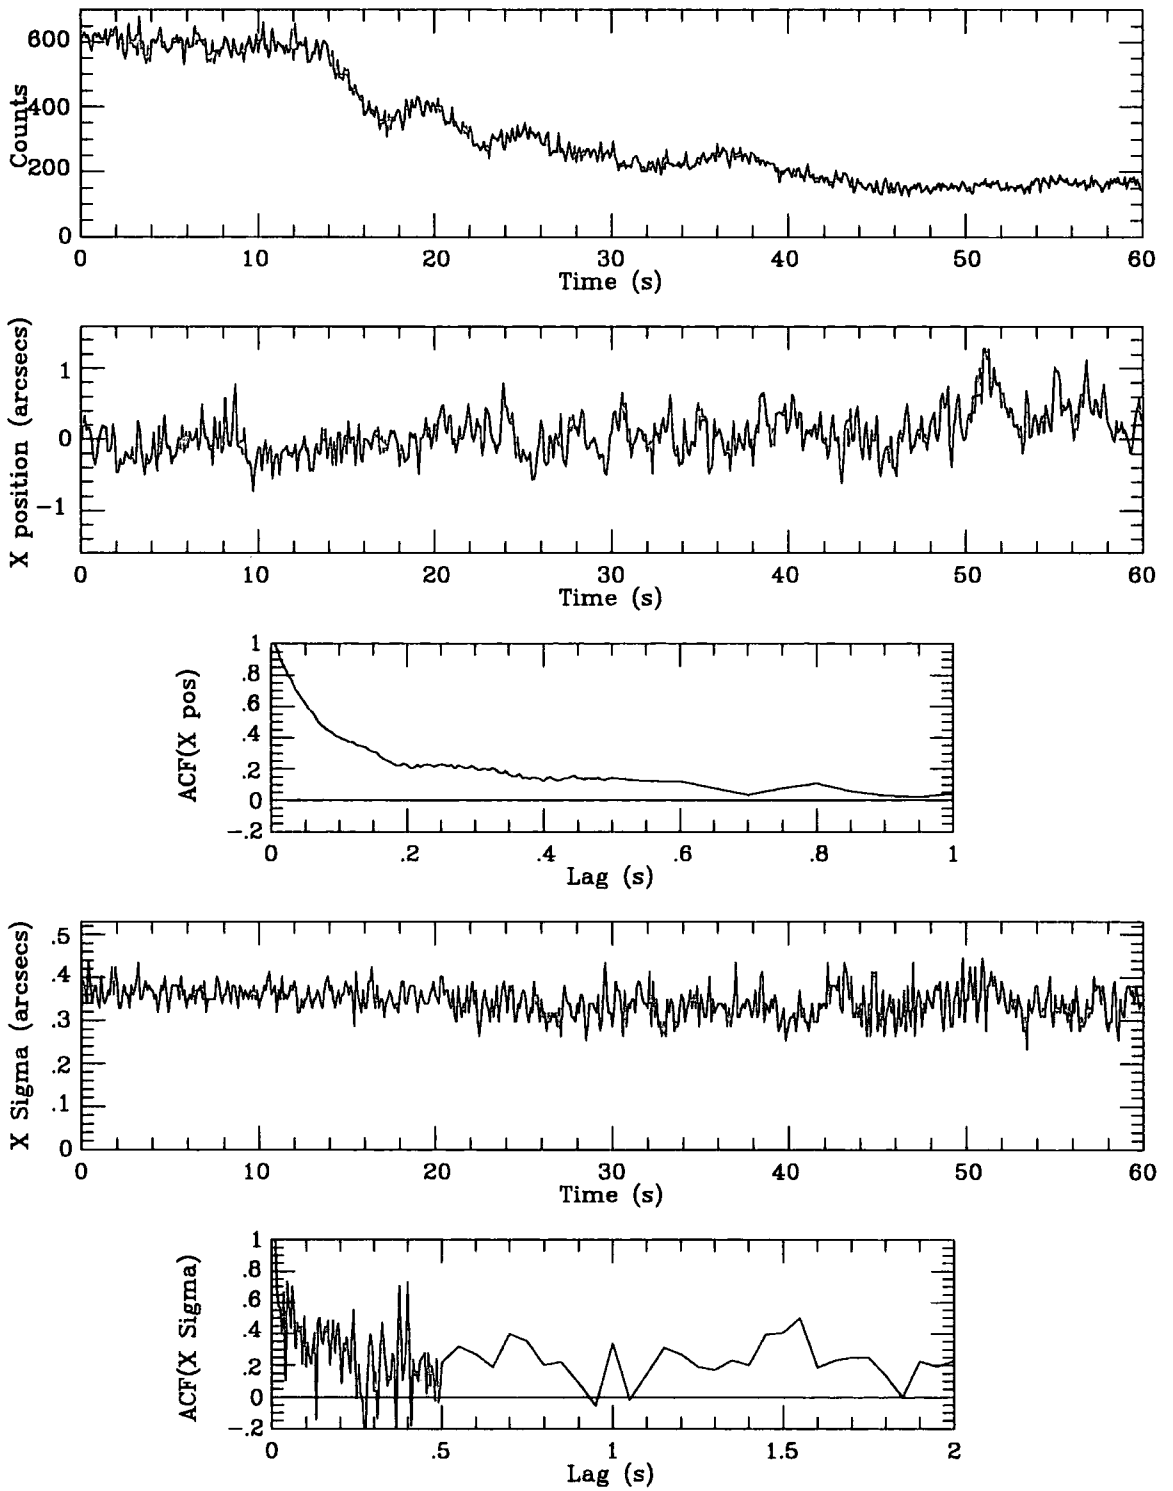 600
400
200
0
Counts
0 10 20 30 40 50 60
Time (s)
1
0
-1
X position (arcsecs)
0 10 20 30 40 50 60
Time (s)
1
.8
.6
.4
.2
0
-.2
ACF(X pos)
0 .2 .4 .6 .8 1
Lag (s)
.5
.4
.3
.2
.1
0
X Sigma (arcsecs)
0 10 20 30 40 50 60
Time (s)
1
.8
.6
.4
.2
0
-.2
ACF(X Sigma)
0 .5 1 1.5 2
Lag (s)